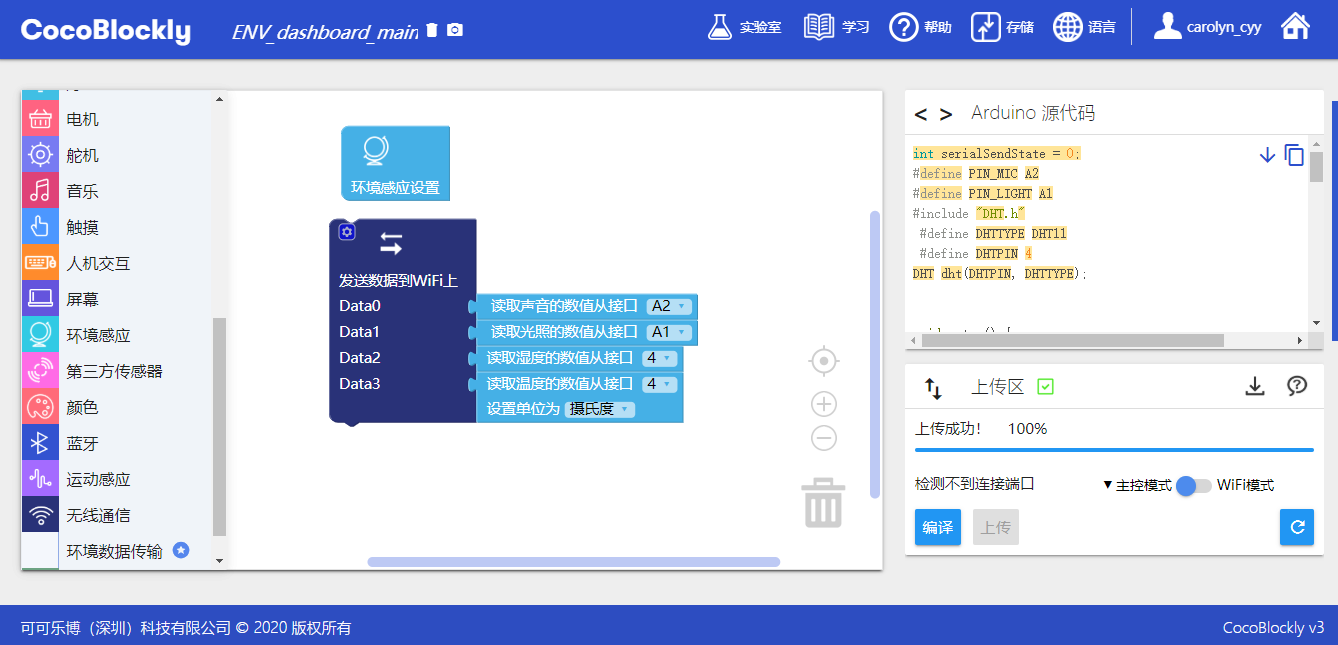 CocoBlockly
ENV_dashboard_main
实验室
学习
帮助
存储
语言
carolyn_cyy
电机
舵机
音乐
触摸
人机交互
屏幕
环境感应
第三方传感器
颜色
蓝牙
运动感应
无线通信
环境数据传输
环境感应设置
发送数据到WiFi上
Data0 读取声音的数值从接口 A2
Data1 读取光照的数值从接口 A1
Data2 读取湿度的数值从接口 4
Data3 读取温度的数值从接口 4
设置单位为 摄氏度
< > Arduino 源代码
int serialSendState = 0;
#define PIN_MIC A2
#define PIN_LIGHT A1
#include "DHT.h"
#define DHTTYPE DHT11
#define DHTPIN 4
DHT dht(DHTPIN, DHTTYPE);
上传区
上传成功! 100%
检测不到连接端口
▼主控模式 WiFi模式
编译 上传
可可乐博（深圳）科技有限公司 © 2020 版权所有
CocoBlockly v3